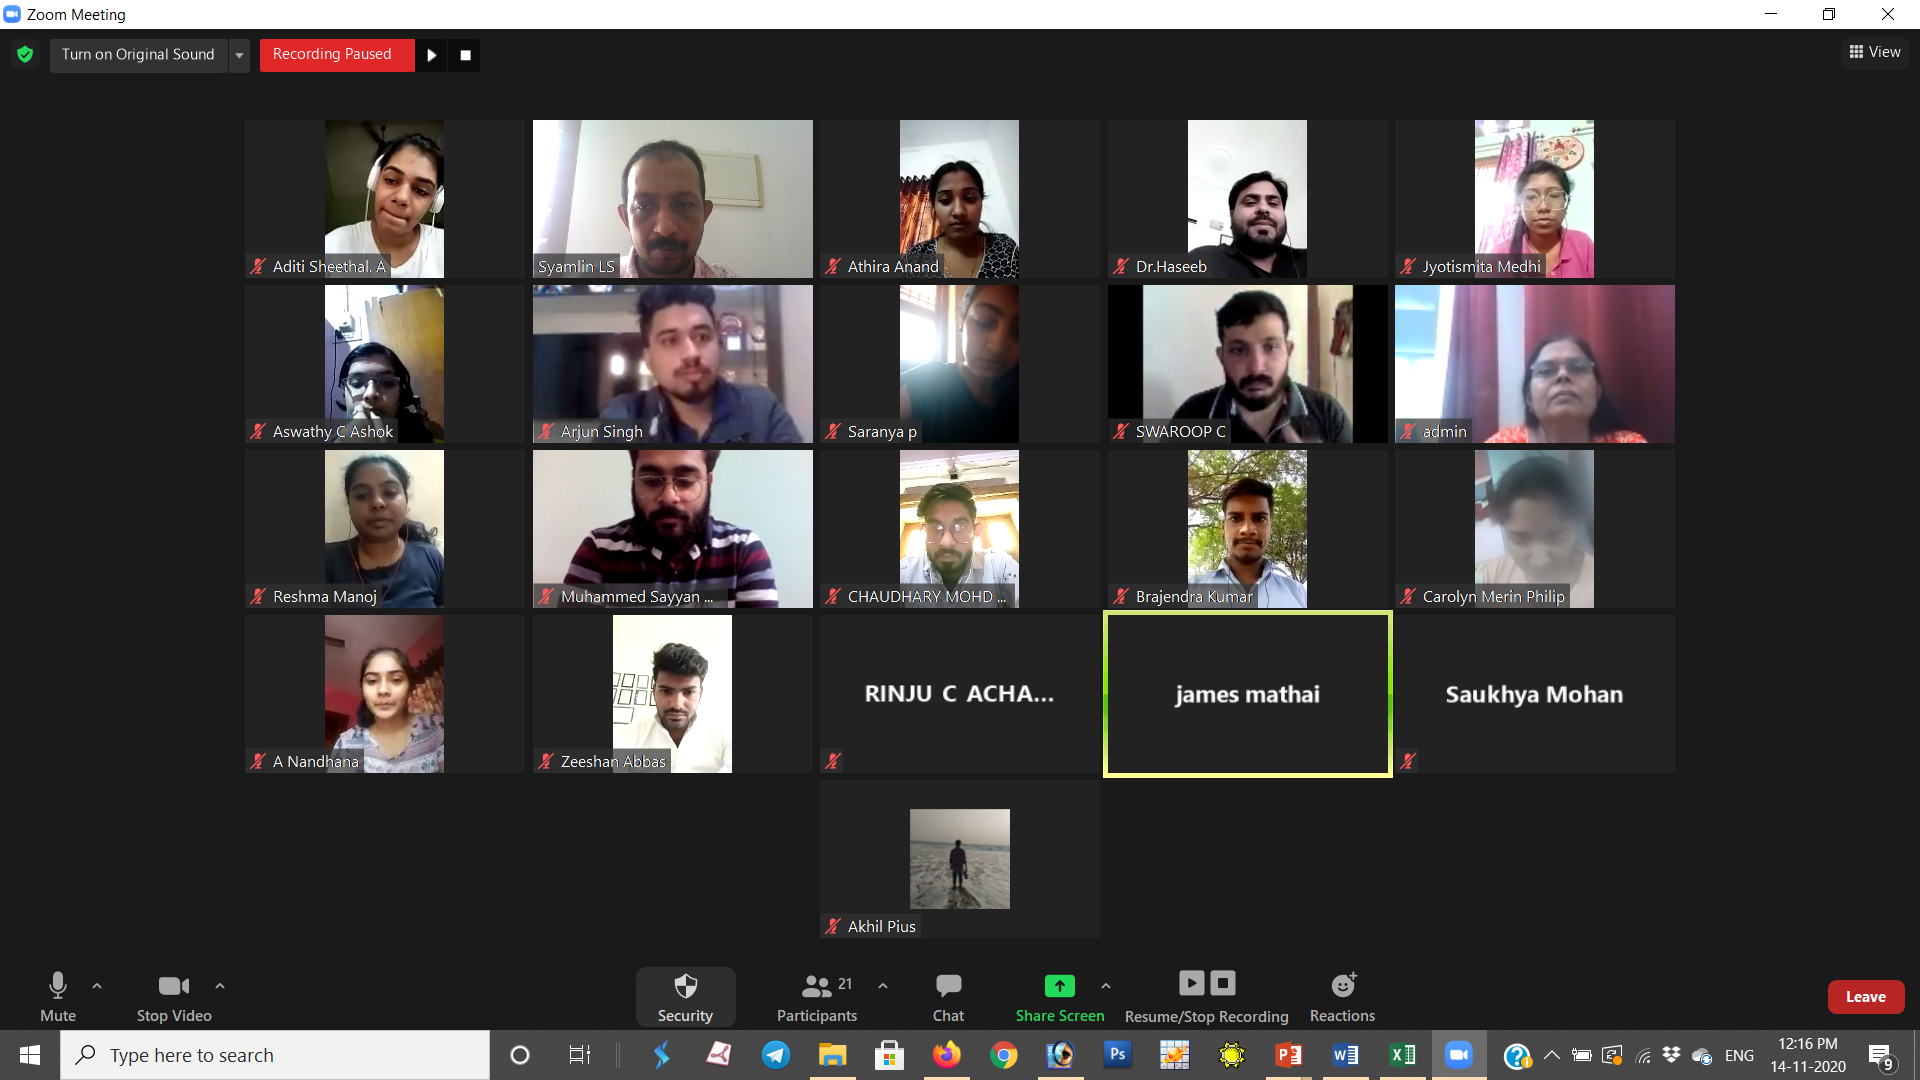 Zoom Meeting
Turn on Original Sound
Recording Paused
View
Aditi Sheethal. A
Syamlin LS
Athira Anand
Dr.Haseeb
Jyotismita Medhi
Aswathy C Ashok
Arjun Singh
Saranya p
SWAROOP C
admin
Reshma Manoj
Muhammed Sayyan ...
CHAUDHARY MOHD ...
Brajendra Kumar
Carolyn Merin Philip
A Nandhana
Zeeshan Abbas
RINJU C ACHA...
james mathai
Saukhya Mohan
Akhil Pius
Mute
Stop Video
Security
Participants
21
Chat
Share Screen
Resume/Stop Recording
Reactions
Leave
Type here to search
Ps
ENG
12:16 PM
14-11-2020
9